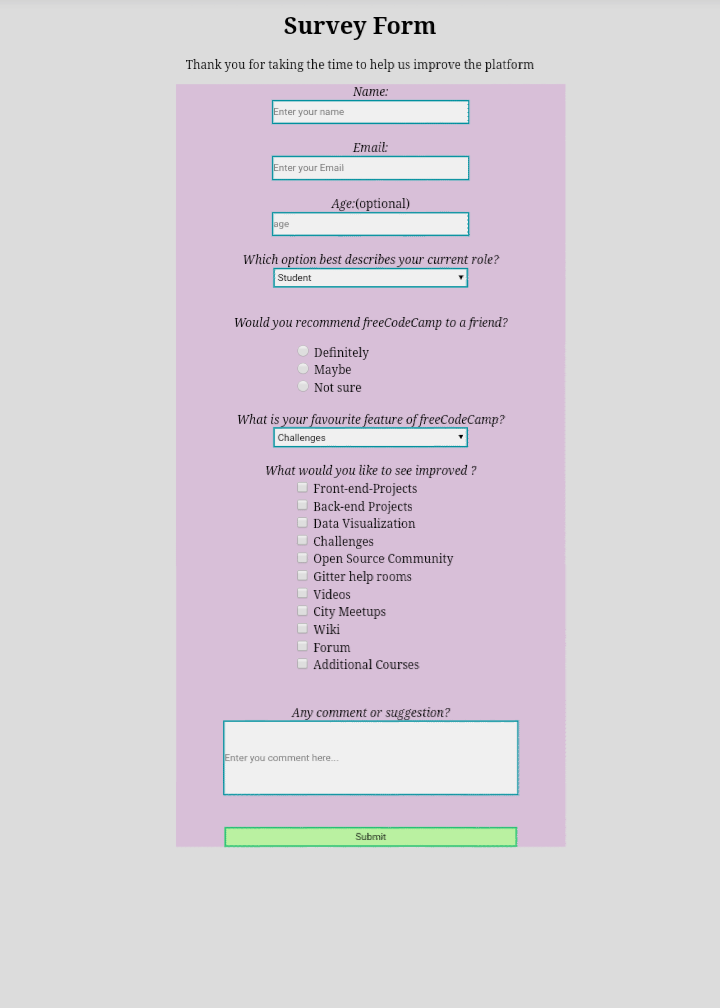 Survey Form
Thank you for taking the time to help us improve the platform
Name:
Enter your name
Email:
Enter your Email
Age:(optional)
age
Which option best describes your current role?
Student
Would you recommend freeCodeCamp to a friend?
Definitely
Maybe
Not sure
What is your favourite feature of freeCodeCamp?
Challenges
What would you like to see improved ?
Front-end-Projects
Back-end Projects
Data Visualization
Challenges
Open Source Community
Gitter help rooms
Videos
City Meetups
Wiki
Forum
Additional Courses
Any comment or suggestion?
Enter you comment here...
Submit